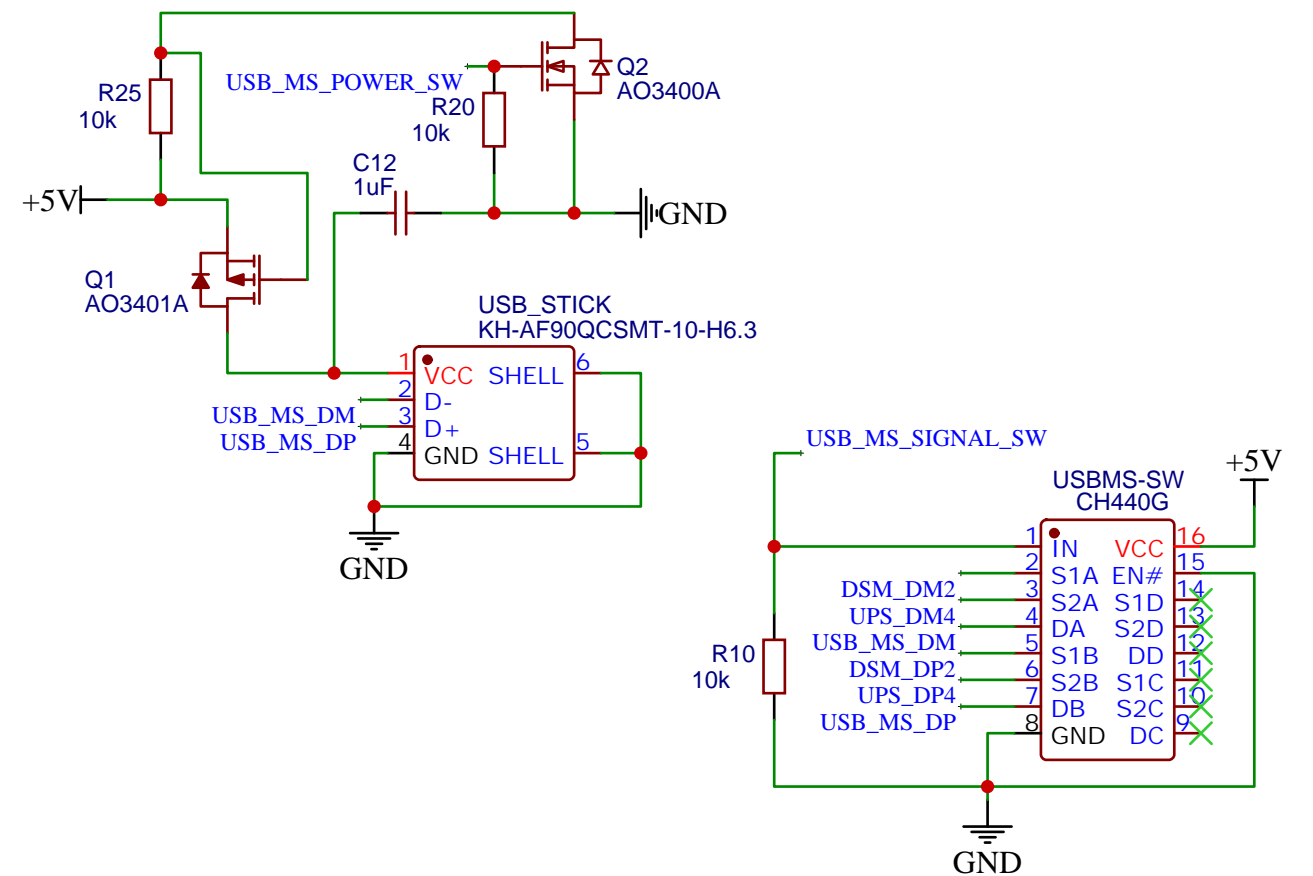 R25
10k
USB_MS_POWER_SW
R20
10k
Q2
AO3400A
C12
1uF
+5V
GND
Q1
AO3401A
USB_STICK
KH-AF90QCSMT-10-H6.3
1 VCC SHELL 6
2 D-
USB_MS_DM
3 D+
USB_MS_DP
4 GND SHELL 5
GND
USB_MS_SIGNAL_SW
+5V
USBMS-SW
CH440G
1 IN VCC 16
2 S1A EN# 15
DSM_DM2
3 S2A S1D 14
UPS_DM4
4 DA S2D 13
USB_MS_DM
5 S1B DD 12
DSM_DP2
6 S2B S1C 11
UPS_DP4
7 DB S2C 10
USB_MS_DP
8 GND DC 9
R10
10k
GND